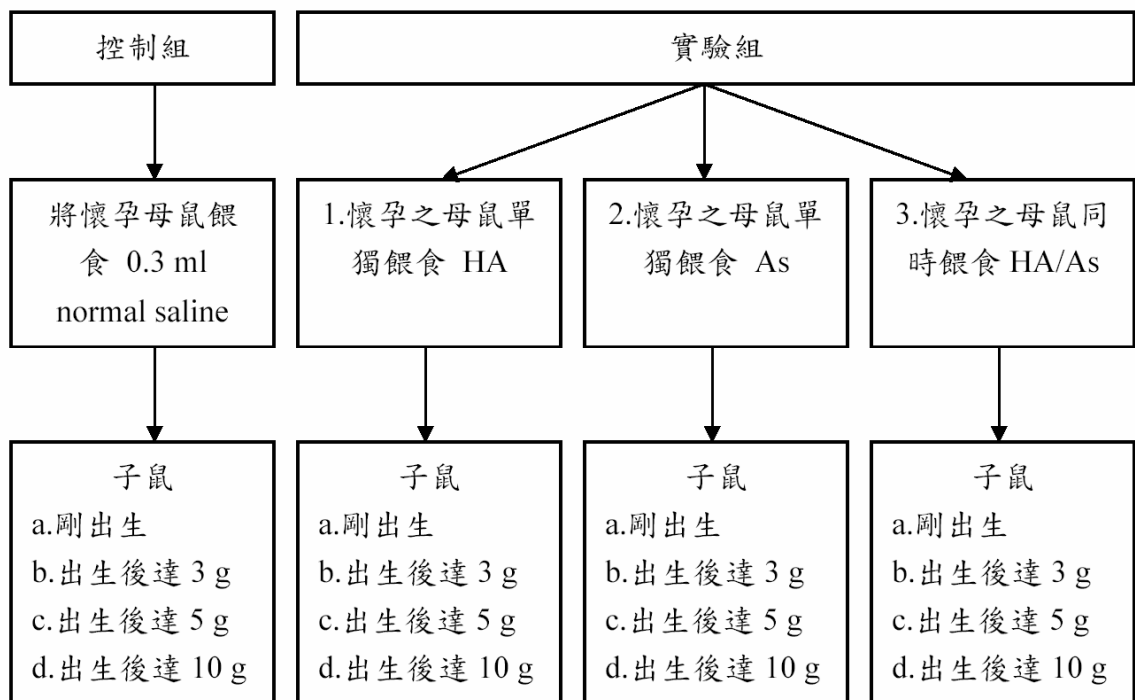 控制組
實驗組
將懷孕母鼠餵
食 0.3 ml
normal saline
1.懷孕之母鼠單
獨餵食 HA
2.懷孕之母鼠單
獨餵食 As
3.懷孕之母鼠同
時餵食 HA/As
子鼠
a.剛出生
b.出生後達 3 g
c.出生後達 5 g
d.出生後達 10 g
子鼠
a.剛出生
b.出生後達 3 g
c.出生後達 5 g
d.出生後達 10 g
子鼠
a.剛出生
b.出生後達 3 g
c.出生後達 5 g
d.出生後達 10 g
子鼠
a.剛出生
b.出生後達 3 g
c.出生後達 5 g
d.出生後達 10 g